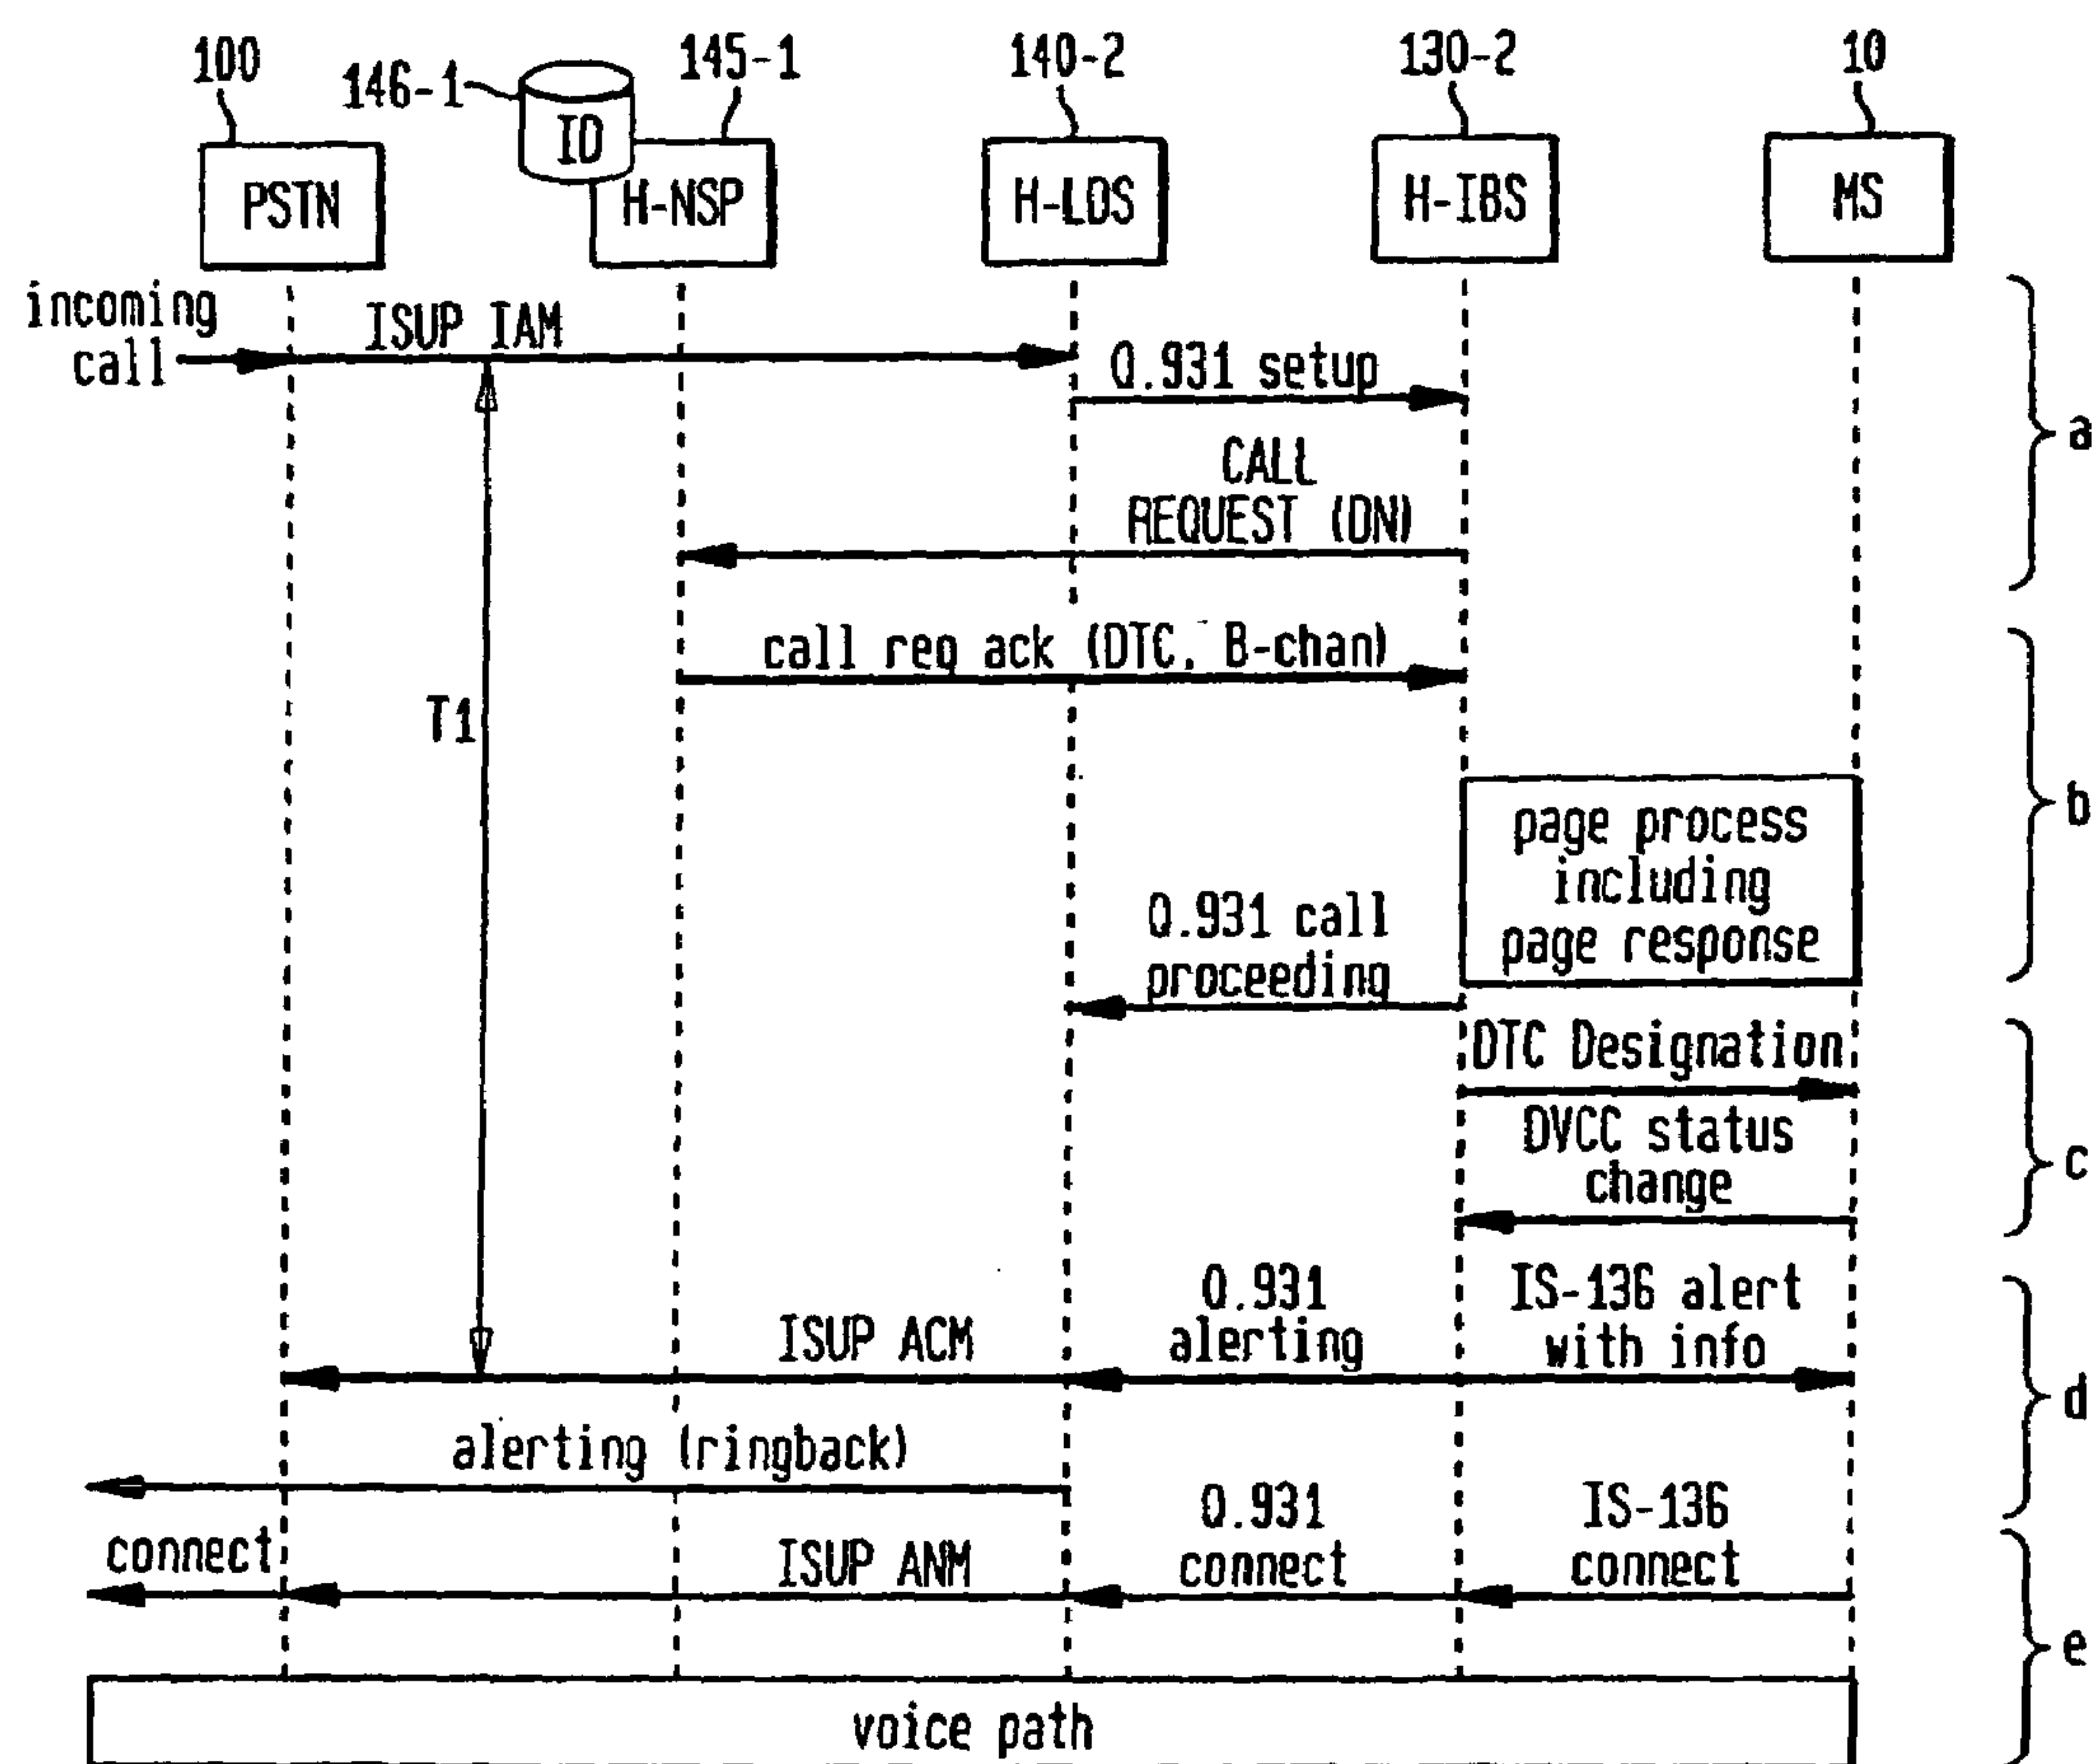 100
146-1
145-1
140-2
130-2
10
ID
PSTN
H-NSP
H-LDS
H-IBS
MS
incoming
call
ISUP IAM
Q.931 setup
CALL
REQUEST (DN)
a
call req ack (DTC, B-chan)
T1
page process
including
page response
b
Q.931 call
proceeding
DTC Designation
DVCC status
change
c
ISUP ACM
Q.931
alerting
IS-136 alert
with info
d
alerting (ringback)
connect
ISUP ANM
Q.931
connect
IS-136
connect
e
voice path